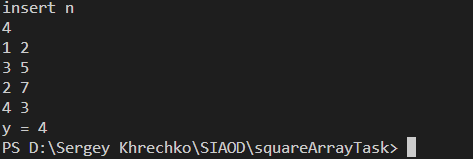 insert n
4
1 2
3 5
2 7
4 3
y = 4
PS D:\Sergey Khrechko\SIAOD\squareArrayTask>